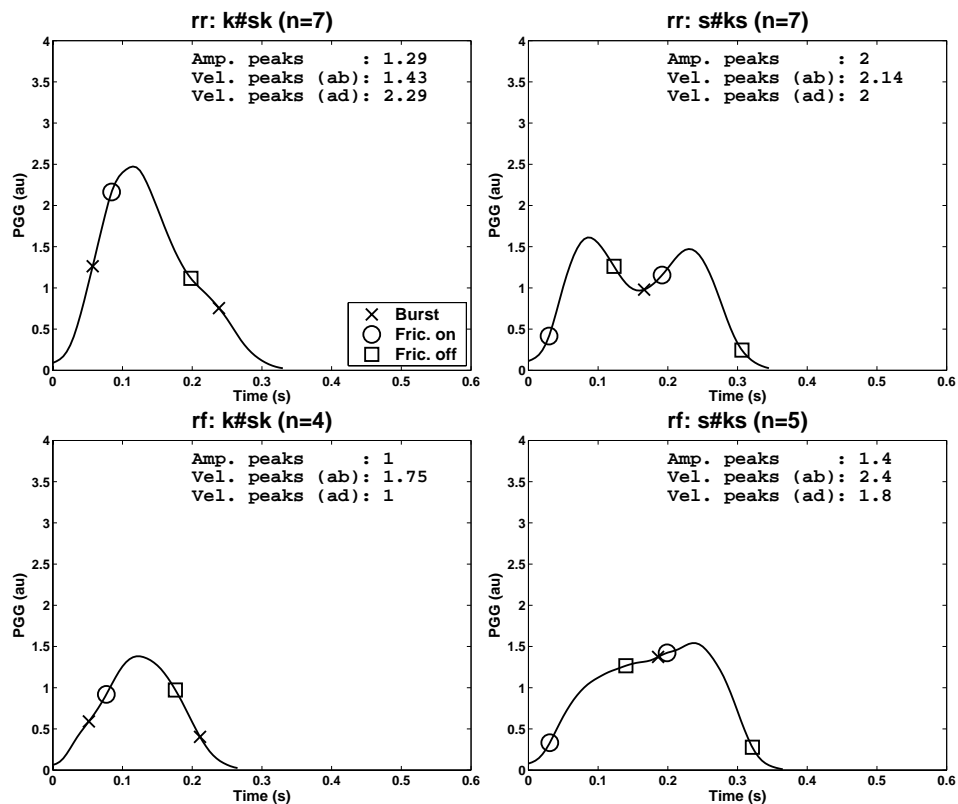 rr: k#sk (n=7)
Amp. peaks : 1.29
Vel. peaks (ab): 1.43
Vel. peaks (ad): 2.29
PGG (au)
4
3.5
3
2.5
2
1.5
1
0.5
0
Burst
Fric. on
Fric. off
0 0.1 0.2 0.3 0.4 0.5 0.6
Time (s)
rr: s#ks (n=7)
Amp. peaks : 2
Vel. peaks (ab): 2.14
Vel. peaks (ad): 2
PGG (au)
4
3.5
3
2.5
2
1.5
1
0.5
0
0 0.1 0.2 0.3 0.4 0.5 0.6
Time (s)
rf: k#sk (n=4)
Amp. peaks : 1
Vel. peaks (ab): 1.75
Vel. peaks (ad): 1
PGG (au)
4
3.5
3
2.5
2
1.5
1
0.5
0
0 0.1 0.2 0.3 0.4 0.5 0.6
Time (s)
rf: s#ks (n=5)
Amp. peaks : 1.4
Vel. peaks (ab): 2.4
Vel. peaks (ad): 1.8
PGG (au)
4
3.5
3
2.5
2
1.5
1
0.5
0
0 0.1 0.2 0.3 0.4 0.5 0.6
Time (s)